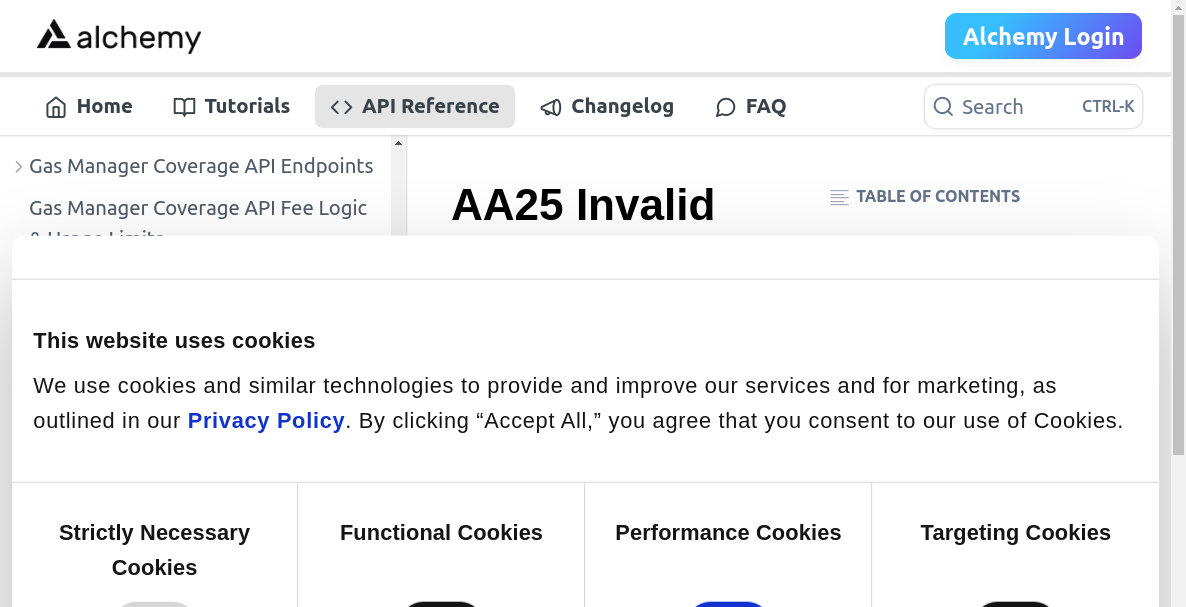 alchemy
Alchemy Login
Home
Tutorials
API Reference
Changelog
FAQ
Search
CTRL-K
Gas Manager Coverage API Endpoints
Gas Manager Coverage API Fee Logic
& Usage Limits
AA25 Invalid
TABLE OF CONTENTS
This website uses cookies
We use cookies and similar technologies to provide and improve our services and for marketing, as
outlined in our Privacy Policy. By clicking “Accept All,” you agree that you consent to our use of Cookies.
Strictly Necessary
Cookies
Functional Cookies
Performance Cookies
Targeting Cookies